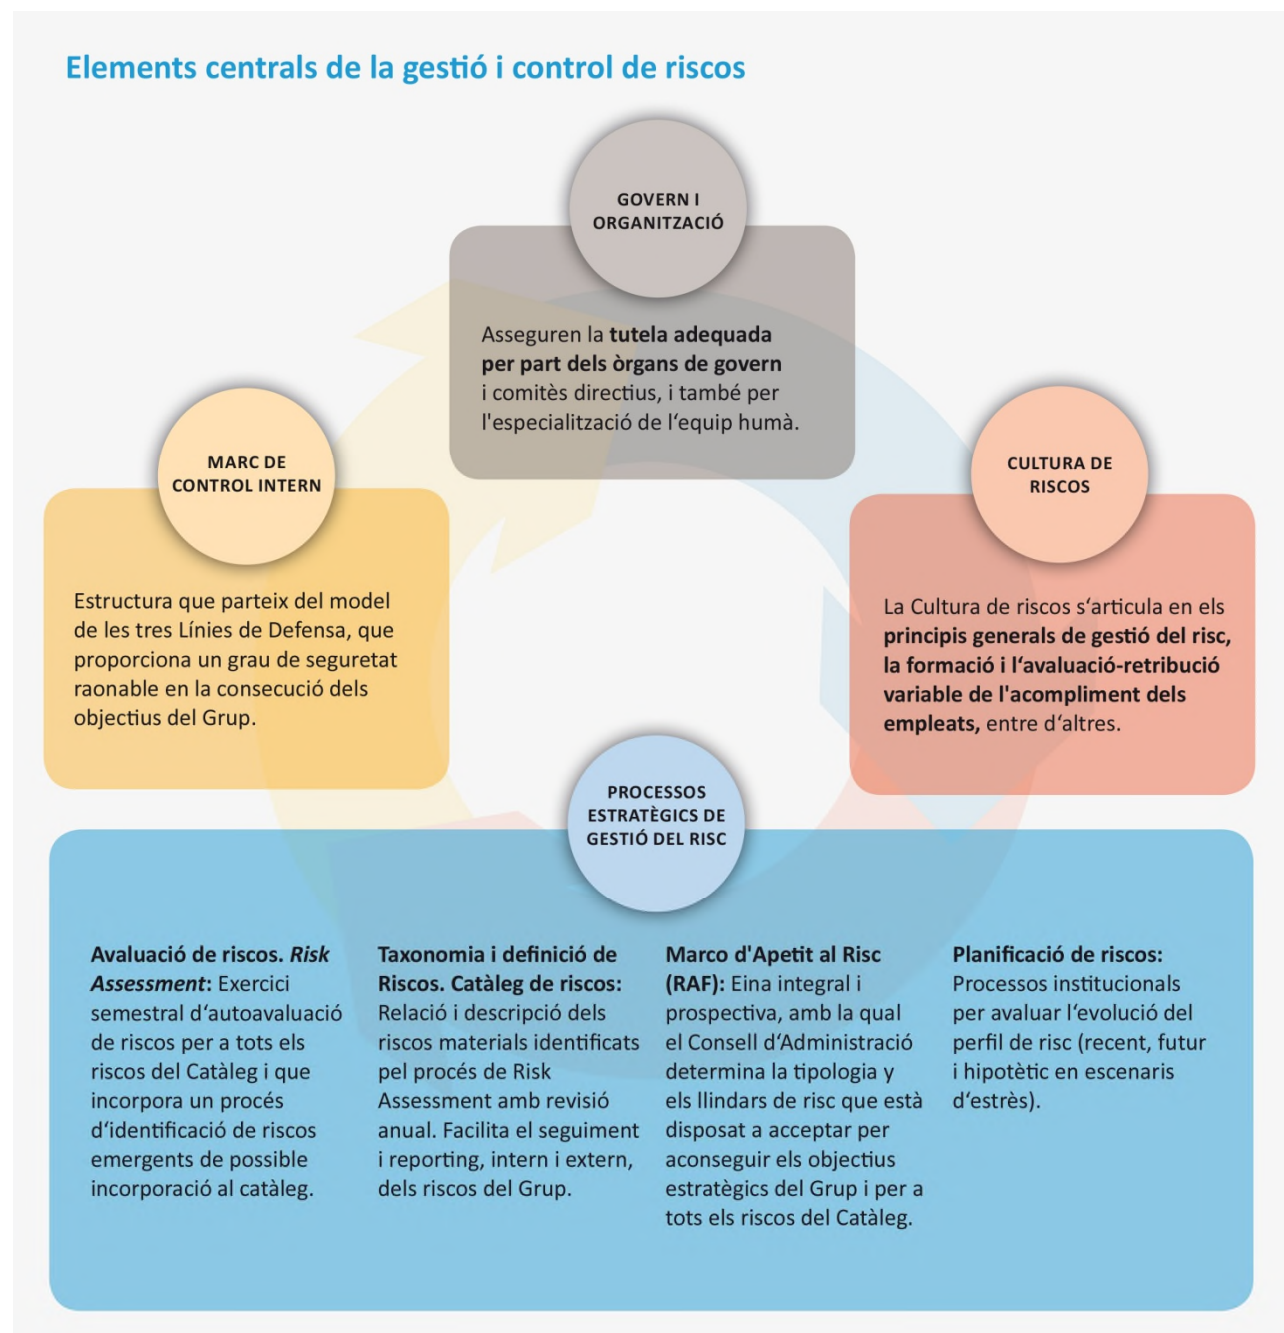 Elements centrals de la gestió i control de riscos
GOVERN I
ORGANITZACIÓ
Asseguren la tutela adequada
per part dels òrgans de govern
i comitès directius, i també per
l'especialització de l‘equip humà.
MARC DE
CONTROL INTERN
Estructura que parteix del model
de les tres Línies de Defensa, que
proporciona un grau de seguretat
raonable en la consecució dels
objectius del Grup.
CULTURA DE
RISCOS
La Cultura de riscos s‘articula en els
principis generals de gestió del risc,
la formació i l‘avaluació-retribució
variable de l'acompliment dels
empleats, entre d‘altres.
PROCESSOS
ESTRATÈGICS DE
GESTIÓ DEL RISC
Avaluació de riscos. Risk
Assessment: Exercici
semestral d‘autoavaluació
de riscos per a tots els
riscos del Catàleg i que
incorpora un procés
d‘identificació de riscos
emergents de possible
incorporació al catàleg.
Taxonomia i definició de
Riscos. Catàleg de riscos:
Relació i descripció dels
riscos materials identificats
pel procés de Risk
Assessment amb revisió
anual. Facilita el seguiment
i reporting, intern i extern,
dels riscos del Grup.
Marco d'Apetit al Risc
(RAF): Eina integral i
prospectiva, amb la qual
el Consell d‘Administració
determina la tipologia y
els llindars de risc que està
disposat a acceptar per
aconseguir els objectius
estratègics del Grup i per a
tots els riscos del Catàleg.
Planificació de riscos:
Processos institucionals
per avaluar l‘evolució del
perfil de risc (recent, futur
i hipotètic en escenaris
d‘estrès).